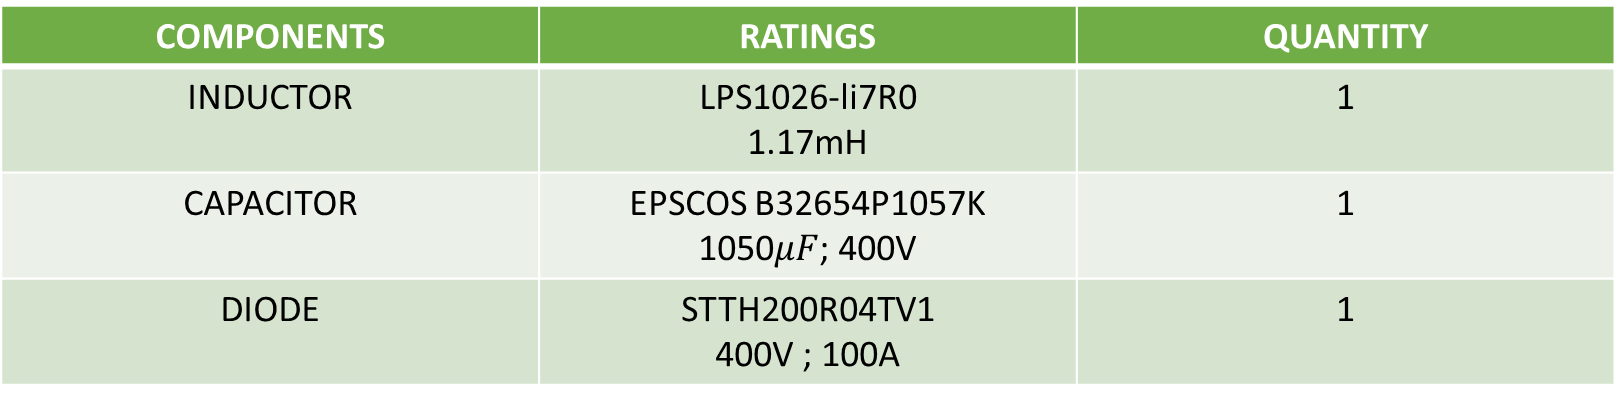 COMPONENTS RATINGS QUANTITY
INDUCTOR LPS1026-li7R0 1
1.17mH
CAPACITOR EPSCOS B32654P1057K 1
1050μF; 400V
DIODE STTH200R04TV1 1
400V ; 100A